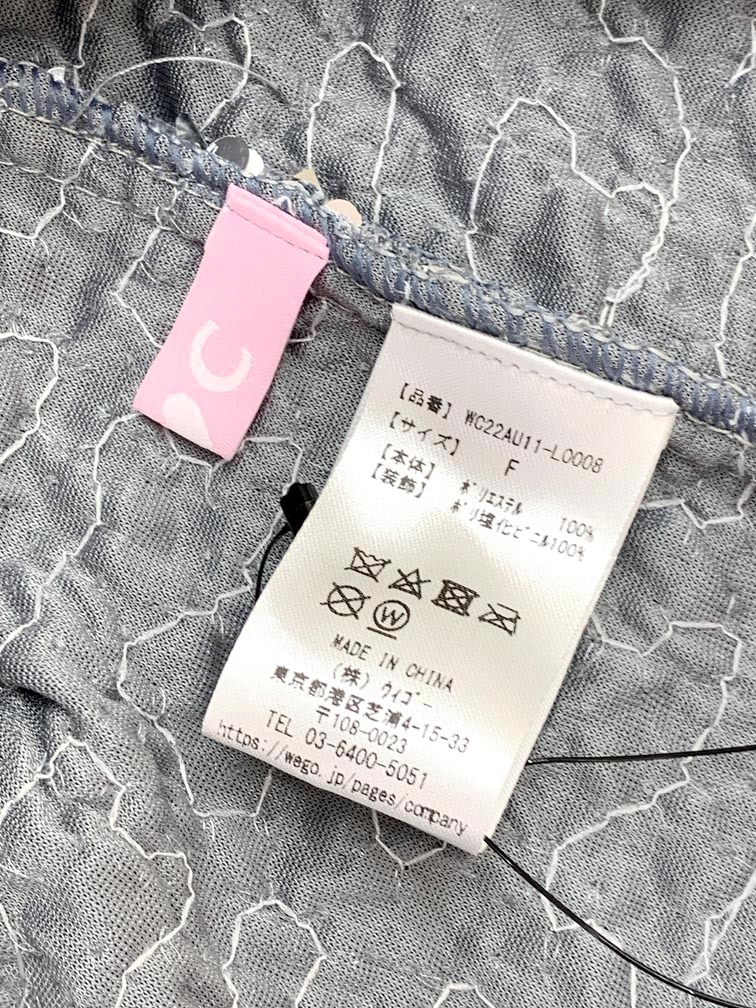 PC
【品番】 WC22AU11-L0008
【サイズ】 F
【本体】 ポリエステル 100%
【装飾】 ポリ塩化ビニル100%
W
MADE IN CHINA
(株) ウィゴー
東京都港区芝浦4-15-33
〒108-0023
TEL 03-6400-5051
https://wego.jp/pages/company